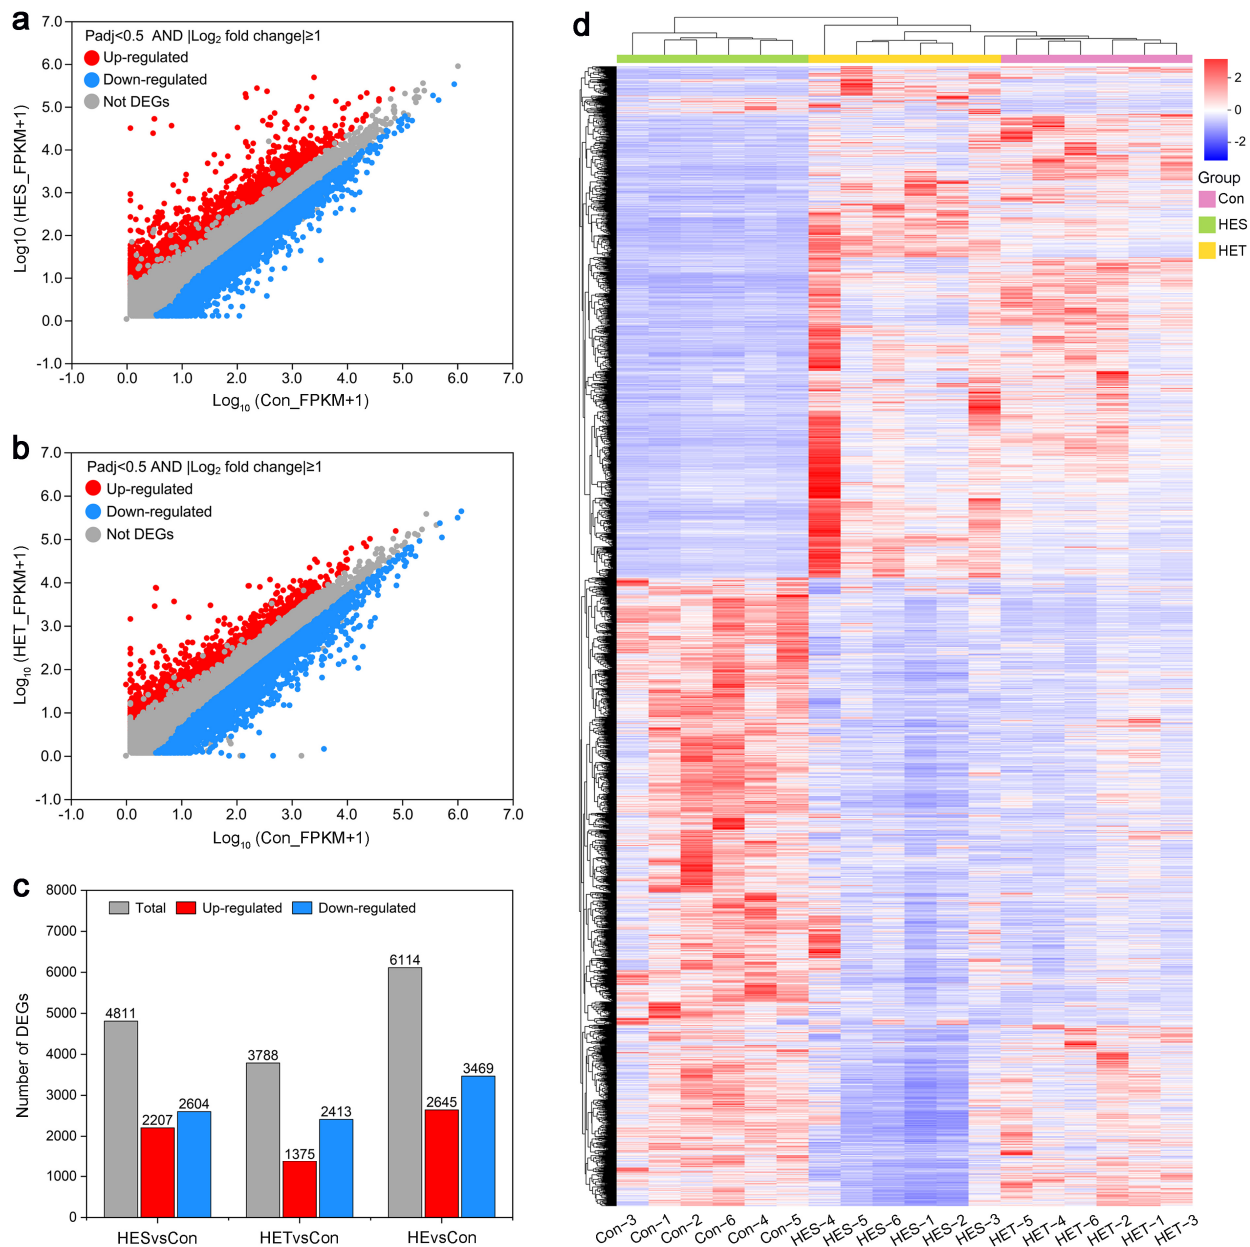 a
Padj<0.5 AND |Log2 fold change|≥1
Up-regulated
Down-regulated
Not DEGs
Log10 (HES_FPKM+1)
7.0
6.0
5.0
4.0
3.0
2.0
1.0
0.0
-1.0
-1.0 0.0 1.0 2.0 3.0 4.0 5.0 6.0 7.0
Log10 (Con_FPKM+1)
b
Padj<0.5 AND |Log2 fold change|≥1
Up-regulated
Down-regulated
Not DEGs
Log10 (HET_FPKM+1)
7.0
6.0
5.0
4.0
3.0
2.0
1.0
0.0
-1.0
-1.0 0.0 1.0 2.0 3.0 4.0 5.0 6.0 7.0
Log10 (Con_FPKM+1)
c
Total Up-regulated Down-regulated
Number of DEGs
8000
7000
6000
5000
4000
3000
2000
1000
0
4811 2207 2604
3788 1375 2413
6114 2645 3469
HESvsCon HETvsCon HEvsCon
d
2
0
-2
Group
Con
HES
HET
Con-3 Con-1 Con-2 Con-6 Con-4 Con-5 HES-4 HES-5 HES-6 HES-1 HES-2 HES-3 HET-5 HET-4 HET-6 HET-2 HET-1 HET-3